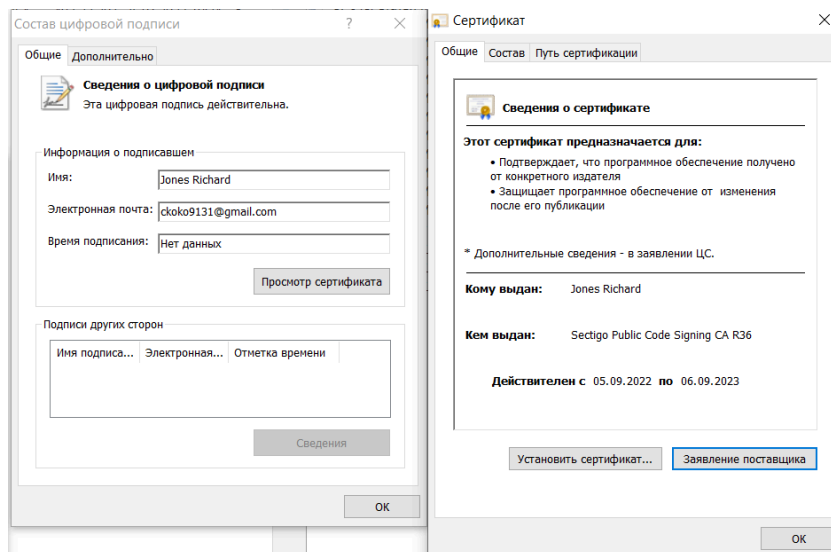 Состав цифровой подписи
?
Общие Дополнительно
Сведения о цифровой подписи
Эта цифровая подпись действительна.
Информация о подписавшем
Имя: Jones Richard
Электронная почта: ckoko9131@gmail.com
Время подписания: Нет данных
Просмотр сертификата
Подписи других сторон
Имя подписа... Электронная... Отметка времени
Сведения
ОК
Сертификат
Общие Состав Путь сертификации
Сведения о сертификате
Этот сертификат предназначается для:
• Подтверждает, что программное обеспечение получено
от конкретного издателя
• Защищает программное обеспечение от изменения
после его публикации
* Дополнительные сведения - в заявлении ЦС.
Кому выдан: Jones Richard
Кем выдан: Sectigo Public Code Signing CA R36
Действителен с 05.09.2022 по 06.09.2023
Установить сертификат... Заявление поставщика
ОК